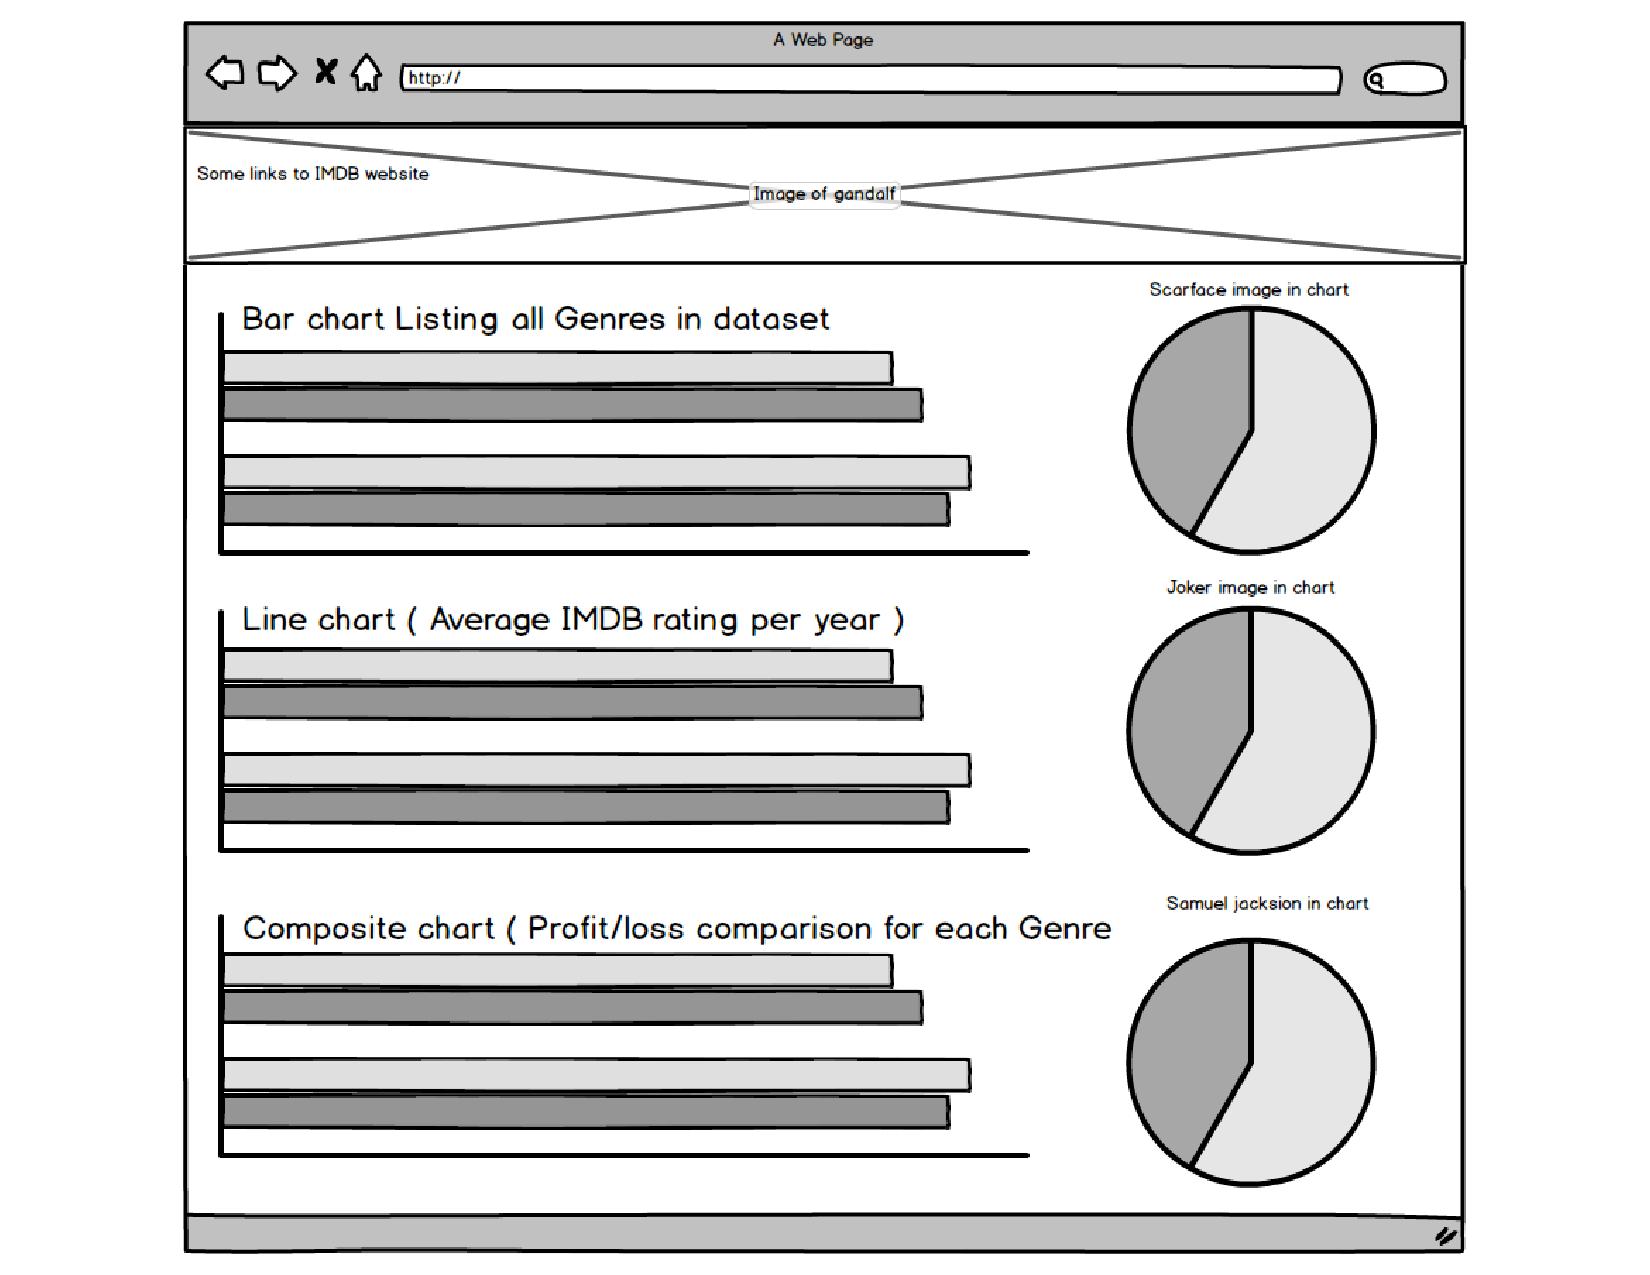 A Web Page
http://
Some links to IMDB website
Image of gandalf
Scarface image in chart
Bar chart Listing all Genres in dataset
Joker image in chart
Line chart ( Average IMDB rating per year )
Samuel jacksion in chart
Composite chart ( Profit/loss comparison for each Genre